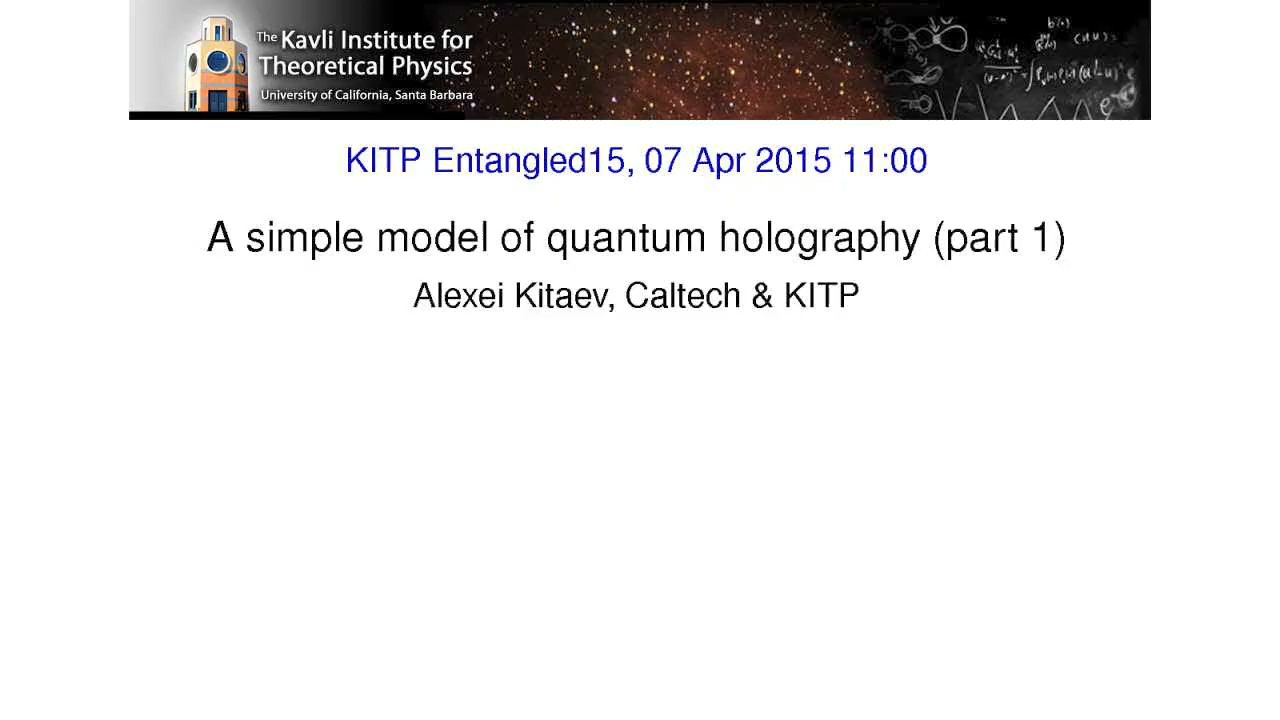 The Kavli Institute for
Theoretical Physics
University of California, Santa Barbara
KITP Entangled15, 07 Apr 2015 11:00
A simple model of quantum holography (part 1)
Alexei Kitaev, Caltech & KITP